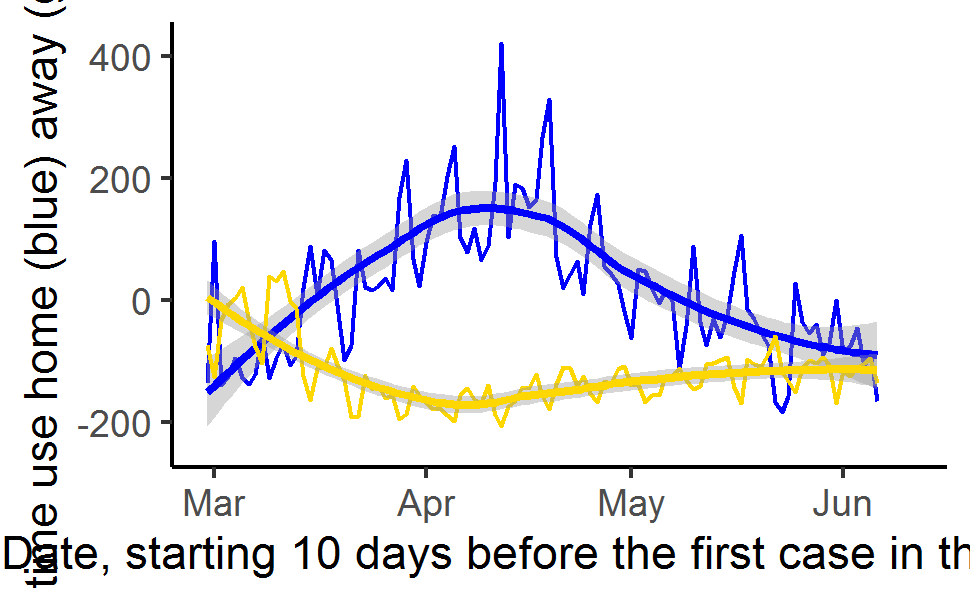 time use home (blue) away (
400
200
0
-200
Mar Apr May Jun
Date, starting 10 days before the first case in th